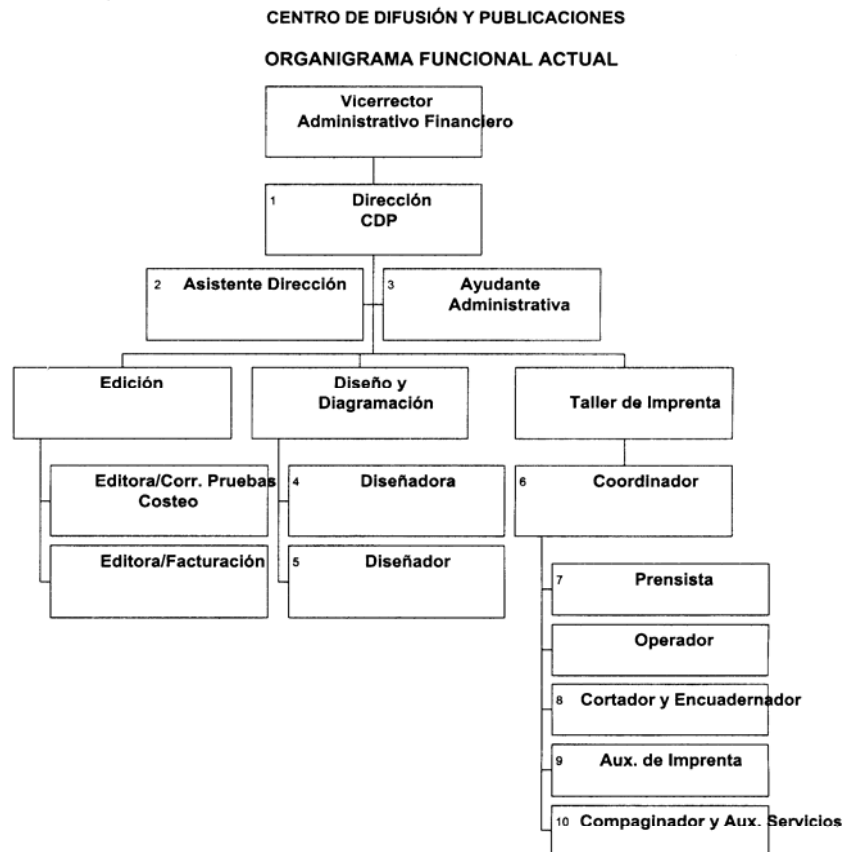 CENTRO DE DIFUSIÓN Y PUBLICACIONES
ORGANIGRAMA FUNCIONAL ACTUAL
Vicerrector
Administrativo Financiero
1 Dirección
CDP
2 Asistente Dirección
3 Ayudante
Administrativa
Edición
Diseño y
Diagramación
Taller de Imprenta
Editora/Corr. Pruebas
Costeo
4 Diseñadora
6 Coordinador
Editora/Facturación
5 Diseñador
7 Prensista
Operador
8 Cortador y Encuadernador
9 Aux. de Imprenta
10 Compaginador y Aux. Servicios